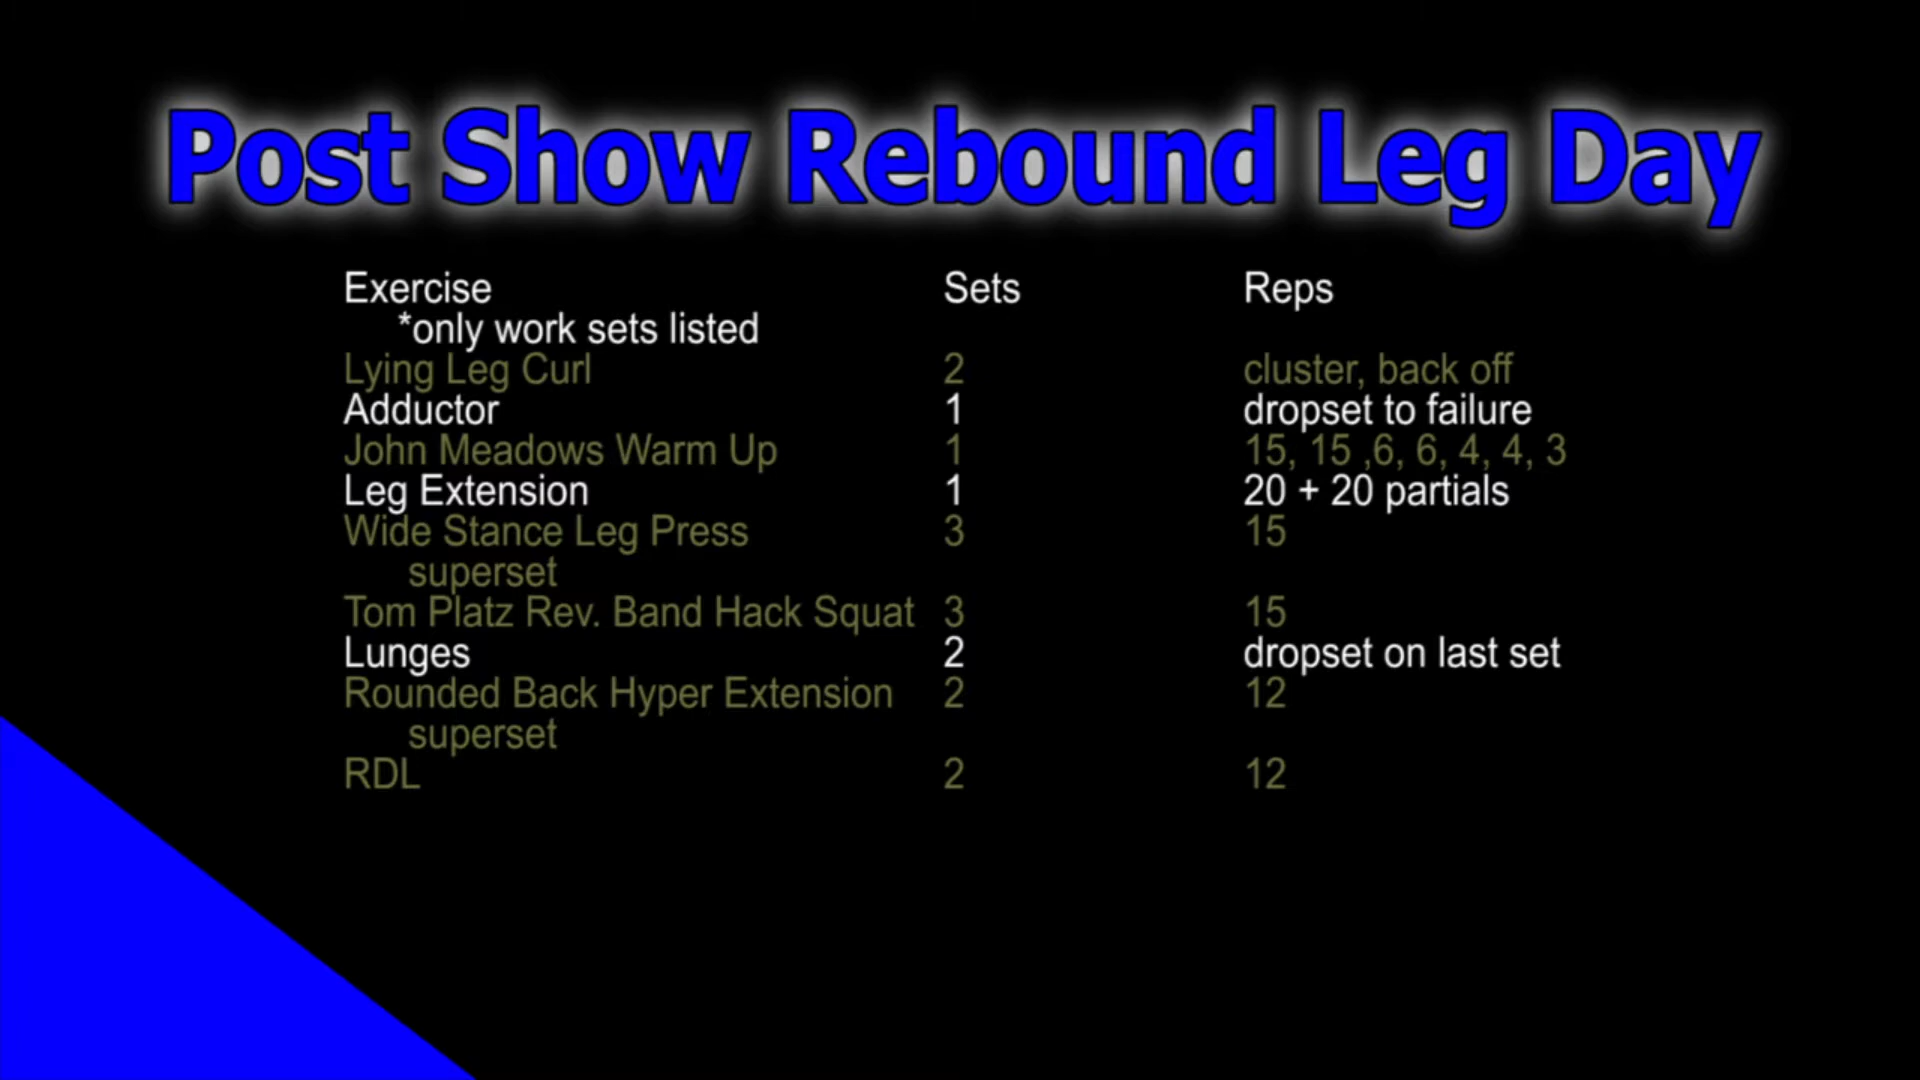 Post Show Rebound Leg Day
Exercise Sets Reps
*only work sets listed
Lying Leg Curl 2 cluster, back off
Adductor 1 dropset to failure
John Meadows Warm Up 1 15, 15 ,6, 6, 4, 4, 3
Leg Extension 1 20 + 20 partials
Wide Stance Leg Press 3 15
superset
Tom Platz Rev. Band Hack Squat 3 15
Lunges 2 dropset on last set
Rounded Back Hyper Extension 2 12
superset
RDL 2 12